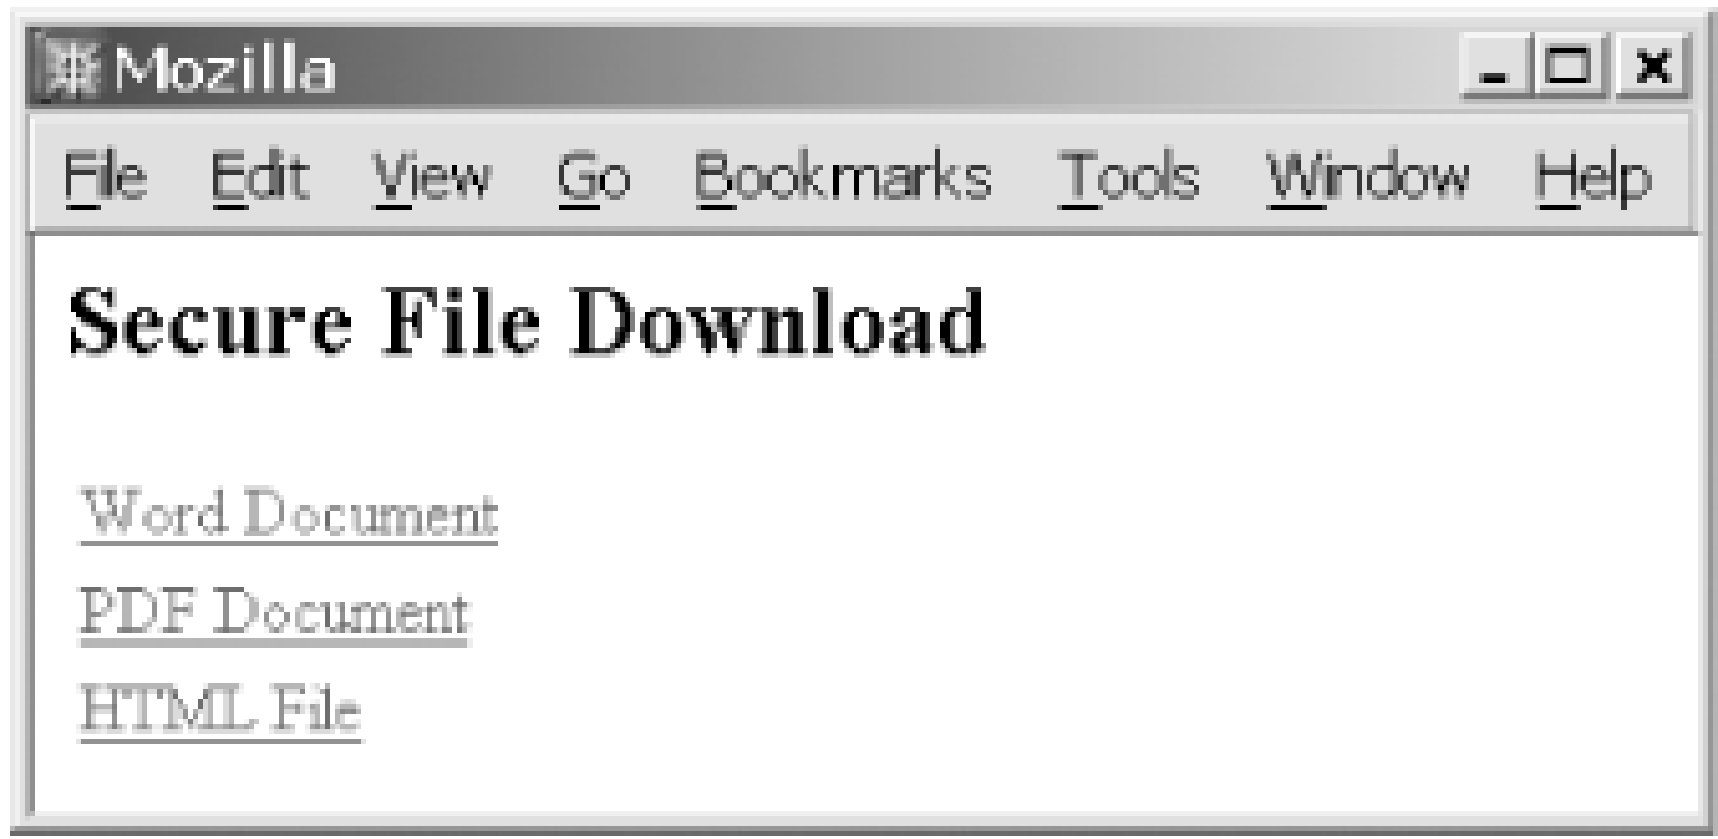 Mozilla
File Edit View Go Bookmarks Tools Window Help
Secure File Download
Word Document
PDF Document
HTML File